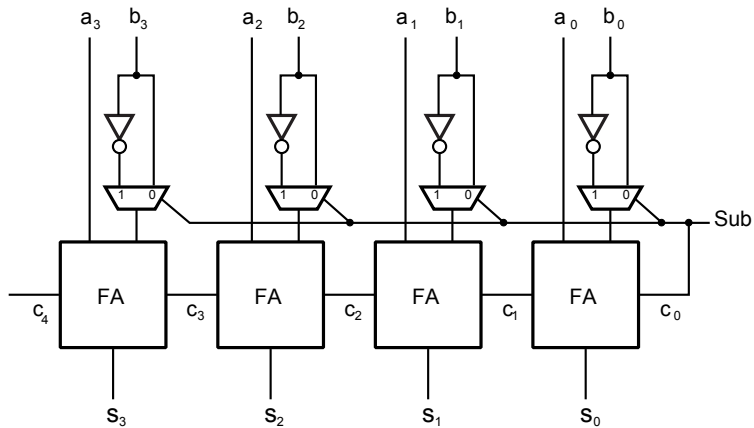 a3 b3 a2 b2 a1 b1 a0 b0
1 0 1 0 1 0 1 0
Sub
FA FA FA FA
c4 c3 c2 c1 c0
s3 s2 s1 s0